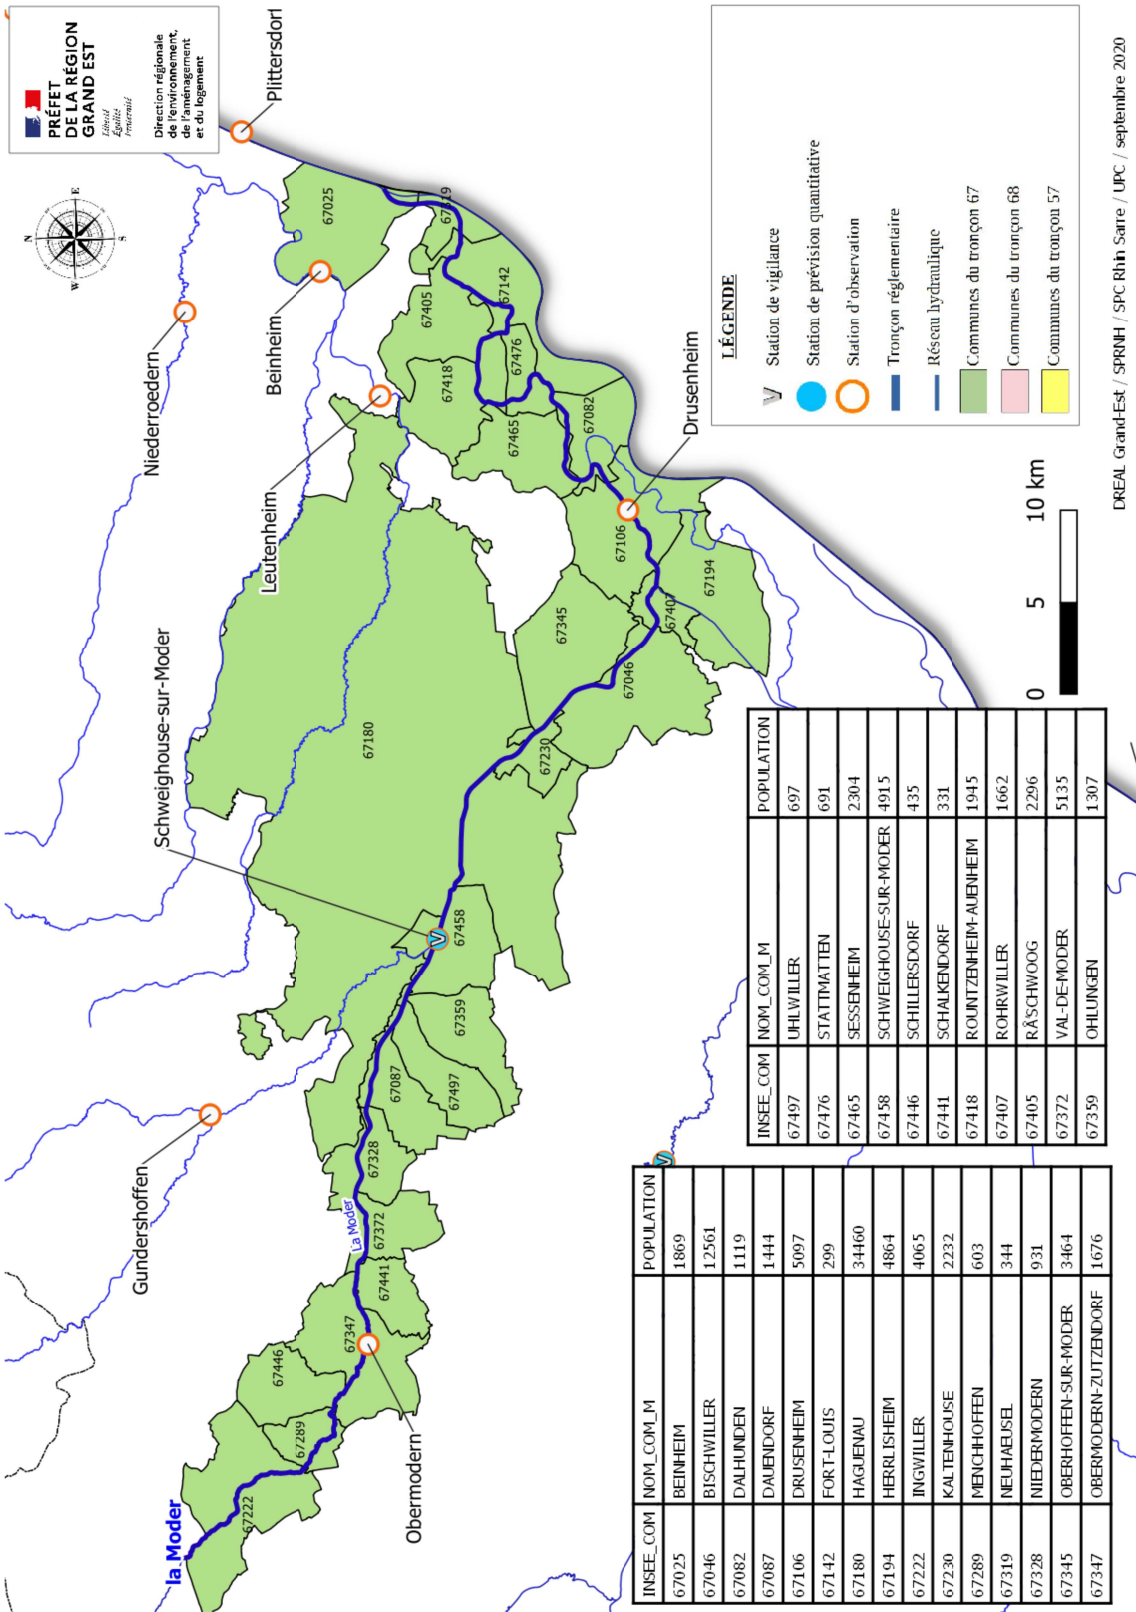 PRÉFET
DE LA RÉGION
GRAND EST
Liberté
Égalité
Fraternité
Direction régionale
de l'environnement,
de l'aménagement
et du logement
N
E
S
W
Plittersdorf
Niederroedern
Beinheim
Leutenheim
Schweighouse-sur-Moder
Gundershoffen
Drusenheim
Obermodern
la Moder
La Moder
V
V
67222
67289
67446
67347
67441
67372
67328
67087
67497
67359
67458
67180
67230
67046
67345
67407
67194
67106
67082
67465
67476
67418
67405
67142
67319
67025
LÉGENDE
V Station de vigilance
Station de prévision quantitative
Station d'observation
Tronçon réglementaire
Réseau hydraulique
Communes du tronçon 67
Communes du tronçon 68
Communes du tronçon 57
0 5 10 km
INSEE_COM NOM_COM_M POPULATION
67025 BEINHEIM 1869
67046 BISCHWILLER 12561
67082 DALHUNDEN 1119
67087 DAUENDORF 1444
67106 DRUSENHEIM 5097
67142 FORT-LOUIS 299
67180 HAGUENAU 34460
67194 HERRLISHEIM 4864
67222 INGWILLER 4065
67230 KALTENHOUSE 2232
67289 MENCHHOFFEN 603
67319 NEUHAEUSEL 344
67328 NIEDERMODERN 931
67345 OBERHOFFEN-SUR-MODER 3464
67347 OBERMODERN-ZUTZENDORF 1676
INSEE_COM NOM_COM_M POPULATION
67497 UHLWILLER 697
67476 STATTMATTEN 691
67465 SESSENHEIM 2304
67458 SCHWEIGHOUSE-SUR-MODER 4915
67446 SCHILLERSDORF 435
67441 SCHALKENDORF 331
67418 ROUNTZENHEIM-AUENHEIM 1945
67407 ROHRWILLER 1662
67405 RÂSCHWOOG 2296
67372 VAL-DE-MODER 5135
67359 OHLUNGEN 1307
DREAL Grand-Est / SPRNH / SPC Rhin Sarre / UPC / septembre 2020